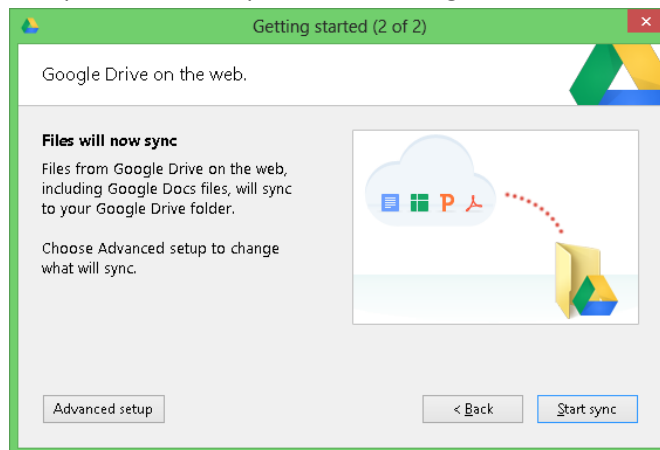 Getting started (2 of 2)
Google Drive on the web.
Files will now sync
Files from Google Drive on the web,
including Google Docs files, will sync
to your Google Drive folder.
Choose Advanced setup to change
what will sync.
Advanced setup
< Back
Start sync